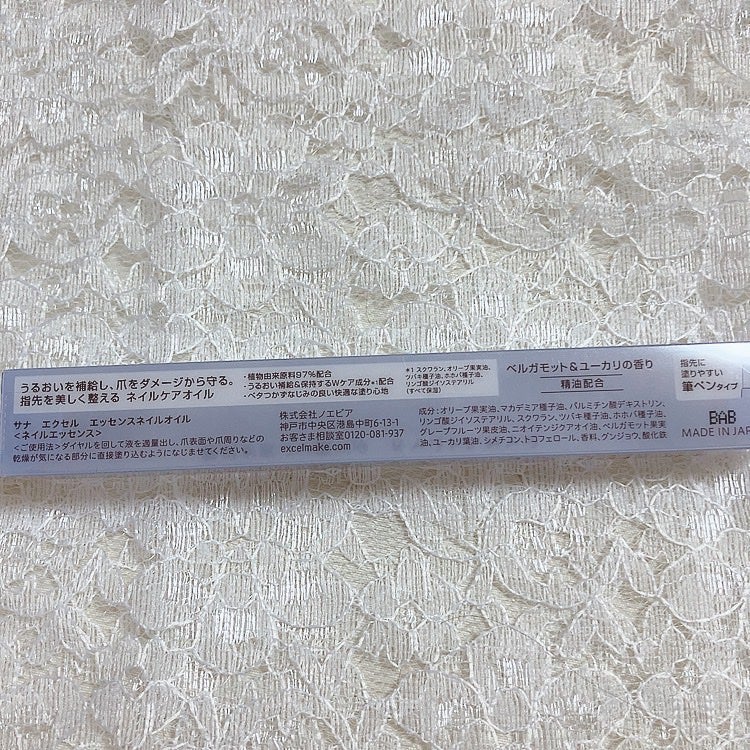 うるおいを補給し、爪をダメージから守る。
指先を美しく整える ネイルケアオイル
・植物由来原料97%配合
・うるおい補給&保持するWケア成分*1配合
・ベタつかずなじみの良い快適な塗り心地
*1 スクワラン、オリーブ果実油、
ツバキ種子油、ホホバ種子油、
リンゴ酸ジイソステアリル
(すべて保湿)
ベルガモット&ユーカリの香り
精油配合
指先に
塗りやすい
筆ペンタイプ
サナ エクセル エッセンスネイルオイル
<ネイルエッセンス>
<ご使用法>ダイヤルを回して液を適量出し、爪表面や爪周りなどの
乾燥が気になる部分に直接塗り込むようになじませてください。
株式会社ノエビア
神戸市中央区港島中町6-13-1
お客さま相談室0120-081-937
excelmake.com
成分:オリーブ果実油、マカデミア種子油、パルミチン酸デキストリン、
リンゴ酸ジイソステアリル、スクワラン、ツバキ種子油、ホホバ種子油、
グレープフルーツ果皮油、ニオイテンジクアオイ油、ベルガモット果実
油、ユーカリ葉油、シメチコン、トコフェロール、香料、グンジョウ、酸化鉄
BAB
MADE IN JAP